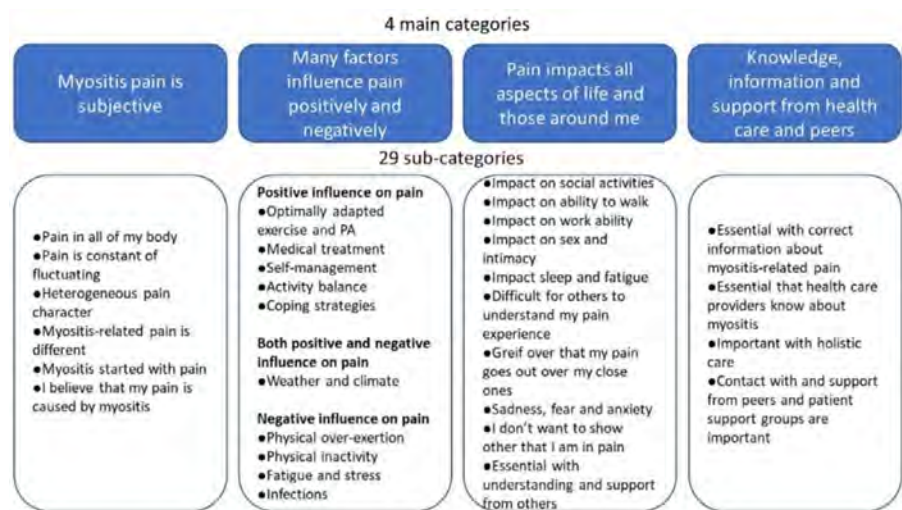 4 main categories
Myositis pain is
subjective
Many factors
influence pain
positively and
negatively
Pain impacts all
aspects of life and
those around me
Knowledge,
information and
support from health
care and peers
29 sub-categories
●Pain in all of my body
●Pain is constant of
fluctuating
●Heterogeneous pain
character
●Myositis-related pain is
different
●Myositis started with pain
●I believe that my pain is
caused by myositis
Positive influence on pain
●Optimally adapted
exercise and PA
●Medical treatment
●Self-management
●Activity balance
●Coping strategies
Both positive and negative
influence on pain
●Weather and climate
Negative influence on pain
●Physical over-exertion
●Physical inactivity
●Fatigue and stress
●Infections
●Impact on social activities
●Impact on ability to walk
●Impact on work ability
●Impact on sex and
intimacy
●Impact sleep and fatigue
●Difficult for others to
understand my pain
experience
●Greif over that my pain
goes out over my close
ones
●Sadness, fear and anxiety
●I don't want to show
other that I am in pain
●Essential with
understanding and support
from others
●Essential with correct
information about
myositis-related pain
●Essential that health care
providers know about
myositis
●Important with holistic
care
●Contact with and support
from peers and patient
support groups are
important